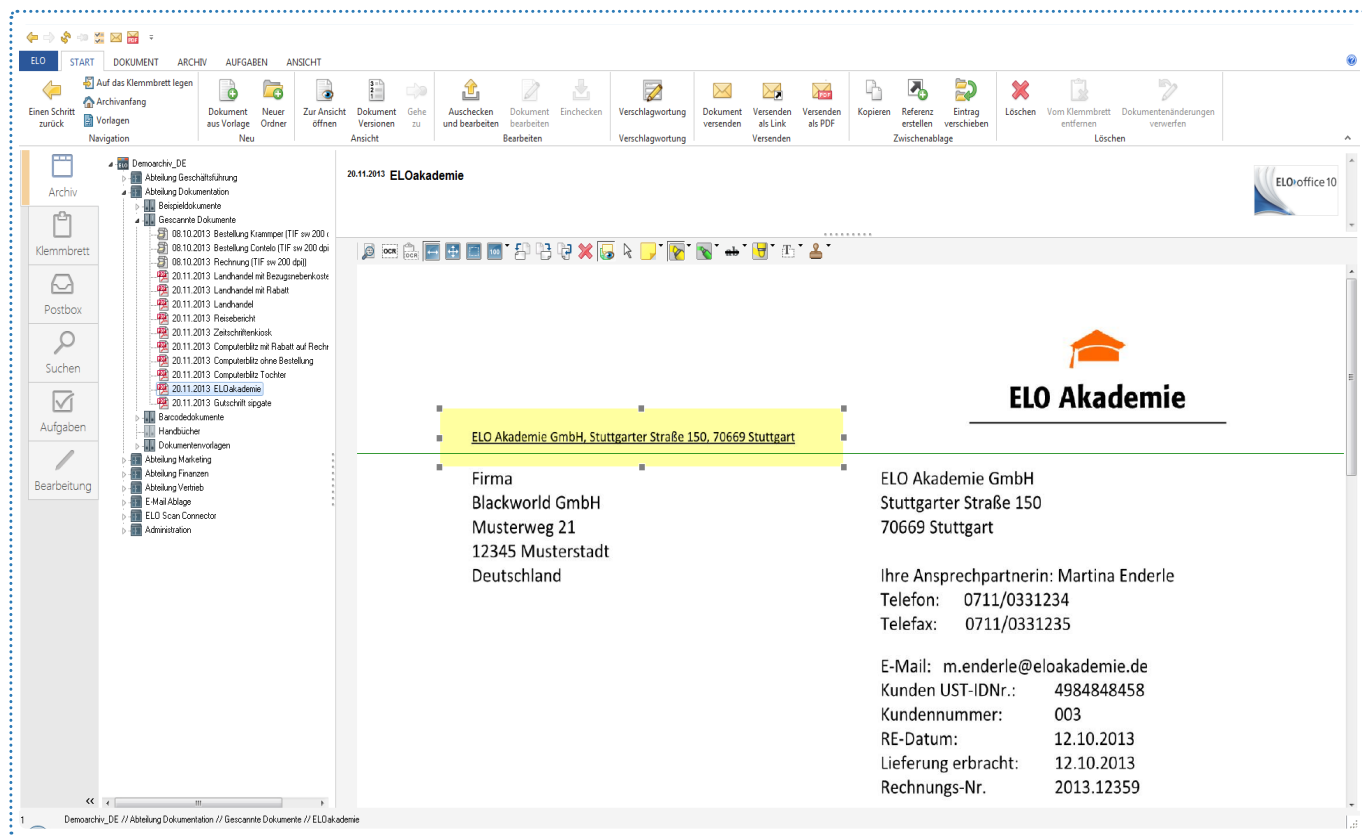 ELO START DOKUMENT ARCHIV AUFGABEN ANSICHT
Einen Schritt zurück
Auf das Klemmbrett legen
Archivanfang
Vorlagen
Navigation
Dokument aus Vorlage
Neuer Ordner
Neu
Zur Ansicht öffnen
Dokument Versionen
Gehe zu
Ansicht
Auschecken und bearbeiten
Dokument bearbeiten
Einchecken
Bearbeiten
Verschlagwortung
Verschlagwortung
Dokument versenden
Versenden als Link
Versenden als PDF
Versenden
Kopieren
Referenz erstellen
Eintrag verschieben
Zwischenablage
Löschen
Vom Klemmbrett entfernen
Dokumentenänderungen verwerfen
Löschen
Archiv
Klemmbrett
Postbox
Suchen
Aufgaben
Bearbeitung
Demoarchiv_DE
Abteilung Geschäftsführung
Abteilung Dokumentation
Beispieldokumente
Gescannte Dokumente
08.10.2013 Bestellung Krammper (TIF sw 200 d
08.10.2013 Bestellung Contelo (TIF sw 200 dpi
08.10.2013 Rechnung (TIF sw 200 dpi))
20.11.2013 Landhandel mit Bezugsnebenkoste
20.11.2013 Landhandel mit Rabatt
20.11.2013 Landhandel
20.11.2013 Reisebericht
20.11.2013 Zeitschriftenkiosk
20.11.2013 Computerblitz mit Rabatt auf Rechr
20.11.2013 Computerblitz ohne Bestellung
20.11.2013 Computerblitz Tochter
20.11.2013 ELOakademie
20.11.2013 Gutschrift sipgate
Barcodedokumente
Handbücher
Dokumentenvorlagen
Abteilung Marketing
Abteilung Finanzen
Abteilung Vertrieb
E-Mail Ablage
ELO Scan Connector
Administration
20.11.2013 ELOakademie
ELO office 10
OCR
OCR
100
ELO Akademie
ELO Akademie GmbH, Stuttgarter Straße 150, 70669 Stuttgart
Firma
Blackworld GmbH
Musterweg 21
12345 Musterstadt
Deutschland
ELO Akademie GmbH
Stuttgarter Straße 150
70669 Stuttgart
Ihre Ansprechpartnerin: Martina Enderle
Telefon: 0711/0331234
Telefax: 0711/0331235
E-Mail: m.enderle@eloakademie.de
Kunden UST-IDNr.: 4984848458
Kundennummer: 003
RE-Datum: 12.10.2013
Lieferung erbracht: 12.10.2013
Rechnungs-Nr. 2013.12359
1 Demoarchiv_DE // Abteilung Dokumentation // Gescannte Dokumente // ELOakademie